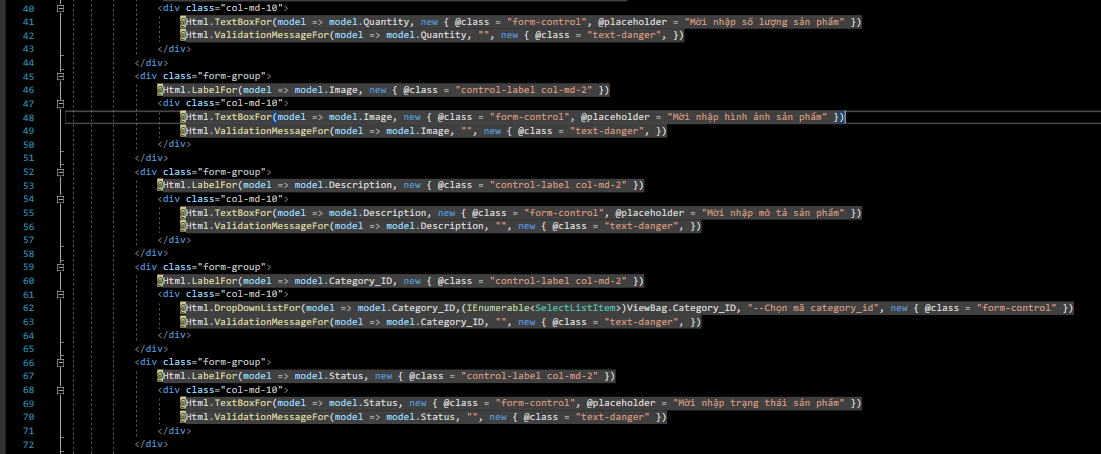 40 <div class="col-md-10">
41 @Html.TextBoxFor(model => model.Quantity, new { @class = "form-control", @placeholder = "Mời nhập số lượng sản phẩm" })
42 @Html.ValidationMessageFor(model => model.Quantity, "", new { @class = "text-danger", })
43 </div>
44 </div>
45 <div class="form-group">
46 @Html.LabelFor(model => model.Image, new { @class = "control-label col-md-2" })
47 <div class="col-md-10">
48 @Html.TextBoxFor(model => model.Image, new { @class = "form-control", @placeholder = "Mời nhập hình ảnh sản phẩm" })
49 @Html.ValidationMessageFor(model => model.Image, "", new { @class = "text-danger", })
50 </div>
51 </div>
52 <div class="form-group">
53 @Html.LabelFor(model => model.Description, new { @class = "control-label col-md-2" })
54 <div class="col-md-10">
55 @Html.TextBoxFor(model => model.Description, new { @class = "form-control", @placeholder = "Mời nhập mô tả sản phẩm" })
56 @Html.ValidationMessageFor(model => model.Description, "", new { @class = "text-danger", })
57 </div>
58 </div>
59 <div class="form-group">
60 @Html.LabelFor(model => model.Category_ID, new { @class = "control-label col-md-2" })
61 <div class="col-md-10">
62 @Html.DropDownListFor(model => model.Category_ID,(IEnumerable<SelectListItem>)ViewBag.Category_ID, "--Chọn mã category_id", new { @class = "form-control" })
63 @Html.ValidationMessageFor(model => model.Category_ID, "", new { @class = "text-danger", })
64 </div>
65 </div>
66 <div class="form-group">
67 @Html.LabelFor(model => model.Status, new { @class = "control-label col-md-2" })
68 <div class="col-md-10">
69 @Html.TextBoxFor(model => model.Status, new { @class = "form-control", @placeholder = "Mời nhập trạng thái sản phẩm" })
70 @Html.ValidationMessageFor(model => model.Status, "", new { @class = "text-danger" })
71 </div>
72 </div>